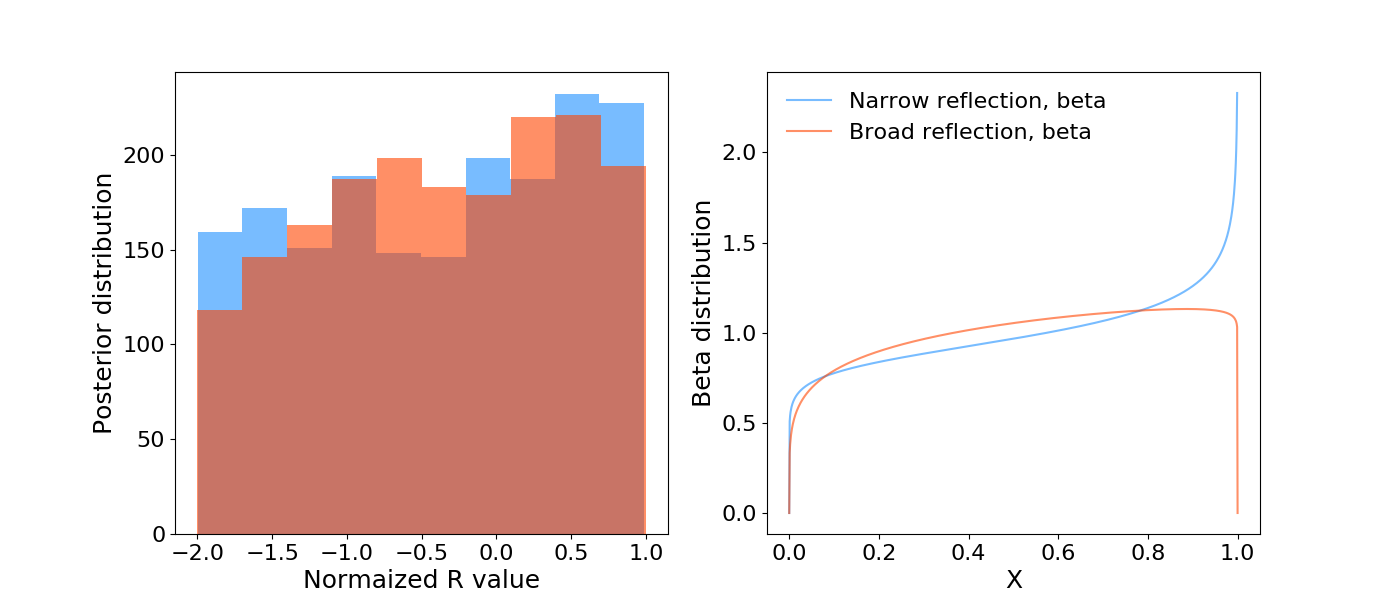 Posterior distribution
200
150
100
50
0
−2.0 −1.5 −1.0 −0.5 0.0 0.5 1.0
Normaized R value
Beta distribution
2.0
1.5
1.0
0.5
0.0
0.0 0.2 0.4 0.6 0.8 1.0
X
Narrow reflection, beta
Broad reflection, beta